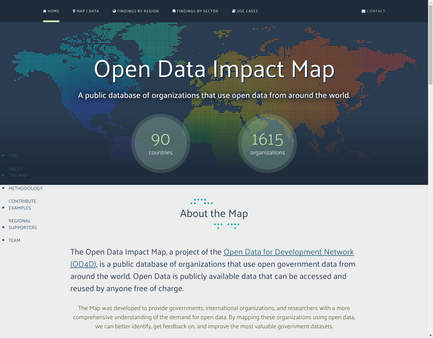 HOME MAP / DATA FINDINGS BY REGION FINDINGS BY SECTOR USE CASES CONTACT
Open Data Impact Map
A public database of organizations that use open data from around the world.
90
countries
1615
organizations
METHODOLOGY
CONTRIBUTE
EXAMPLES
REGIONAL
SUPPORTERS
TEAM
About the Map
The Open Data Impact Map, a project of the Open Data for Development Network
(OD4D), is a public database of organizations that use open government data from
around the world. Open Data is publicly available data that can be accessed and
reused by anyone free of charge.
The Map was developed to provide governments, international organizations, and researchers with a more
comprehensive understanding of the demand for open data. By mapping these organizations using open data,
we can better identify, get feedback on, and improve the most valuable government datasets.